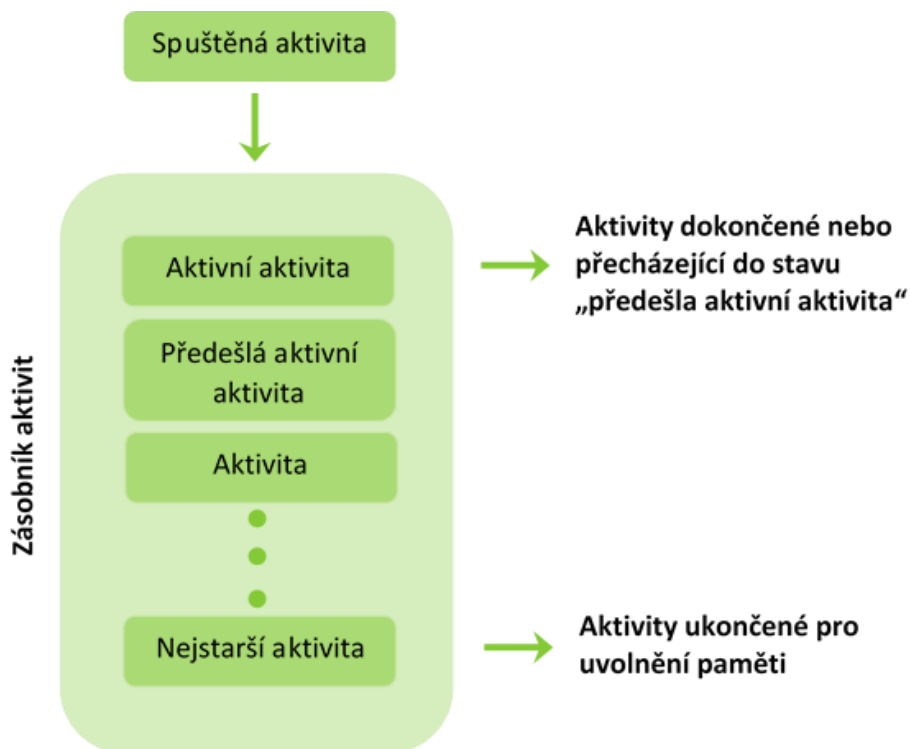 Spuštěná aktivita
Zásobník aktivit
Aktivní aktivita
Předešlá aktivní
aktivita
Aktivita
Nejstarší aktivita
Aktivity dokončené nebo
přecházející do stavu
„předešla aktivní aktivita“
Aktivity ukončené pro
uvolnění paměti